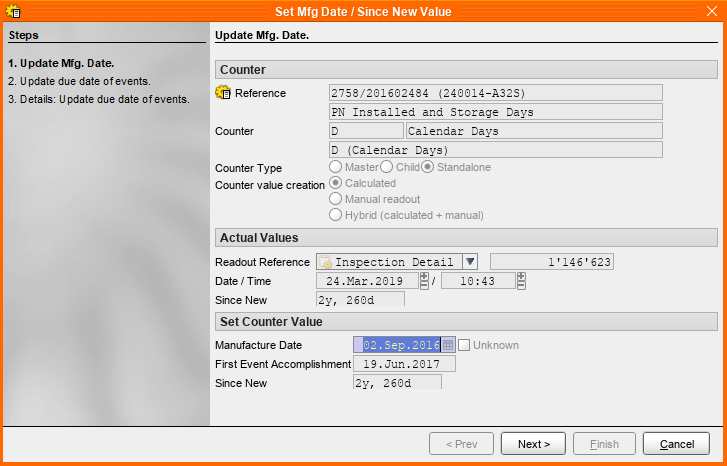 Set Mfg Date / Since New Value
Steps
1. Update Mfg. Date.
2. Update due date of events.
3. Details: Update due date of events.
Update Mfg. Date.
Counter
Reference 2758/201602484 (240014-A32S)
PN Installed and Storage Days
Counter D Calendar Days
D (Calendar Days)
Counter Type Master Child Standalone
Counter value creation Calculated
Manual readout
Hybrid (calculated + manual)
Actual Values
Readout Reference Inspection Detail 1'146'623
Date / Time 24.Mar.2019 / 10:43
Since New 2y, 260d
Set Counter Value
Manufacture Date 02.Sep.2016 Unknown
First Event Accomplishment 19.Jun.2017
Since New 2y, 260d
< Prev Next > Finish Cancel